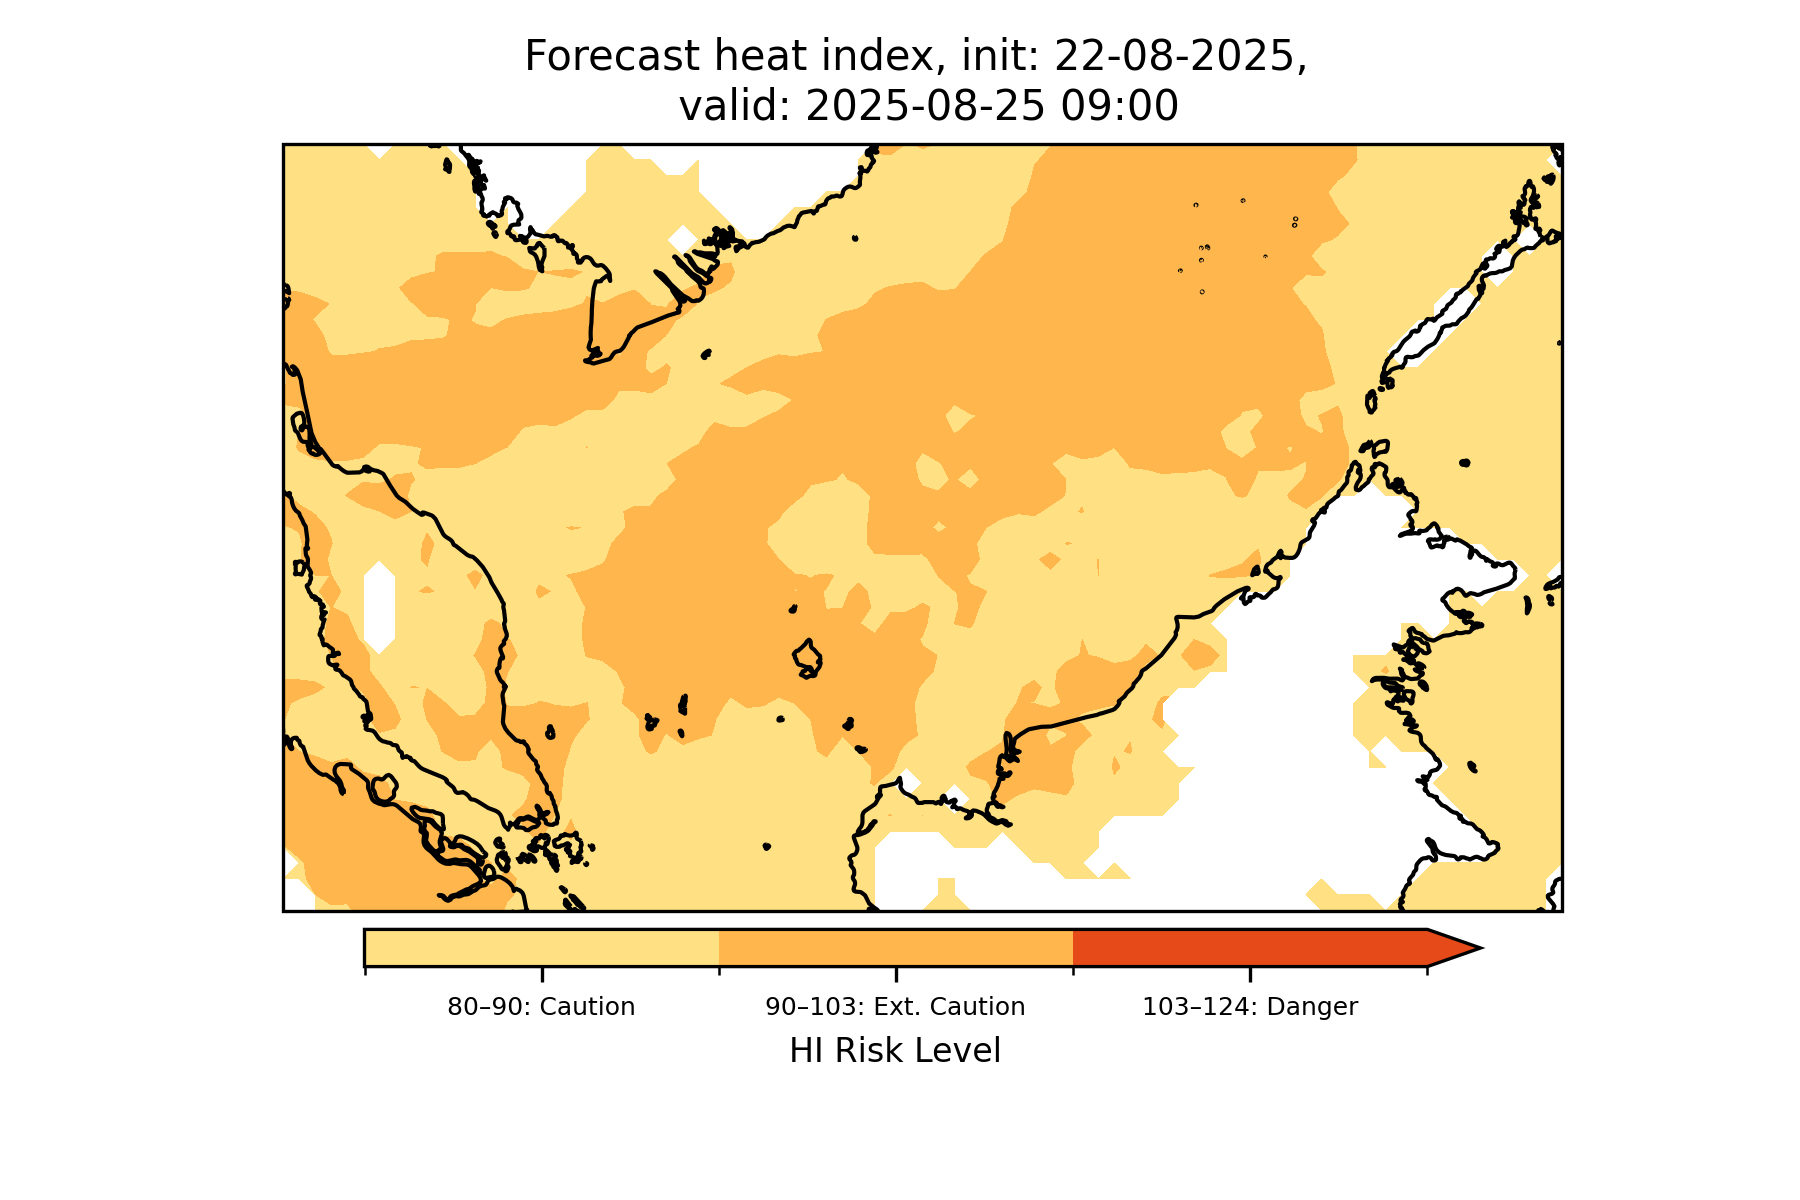 Forecast heat index, init: 22-08-2025,
valid: 2025-08-25 09:00
80–90: Caution
90–103: Ext. Caution
103–124: Danger
HI Risk Level